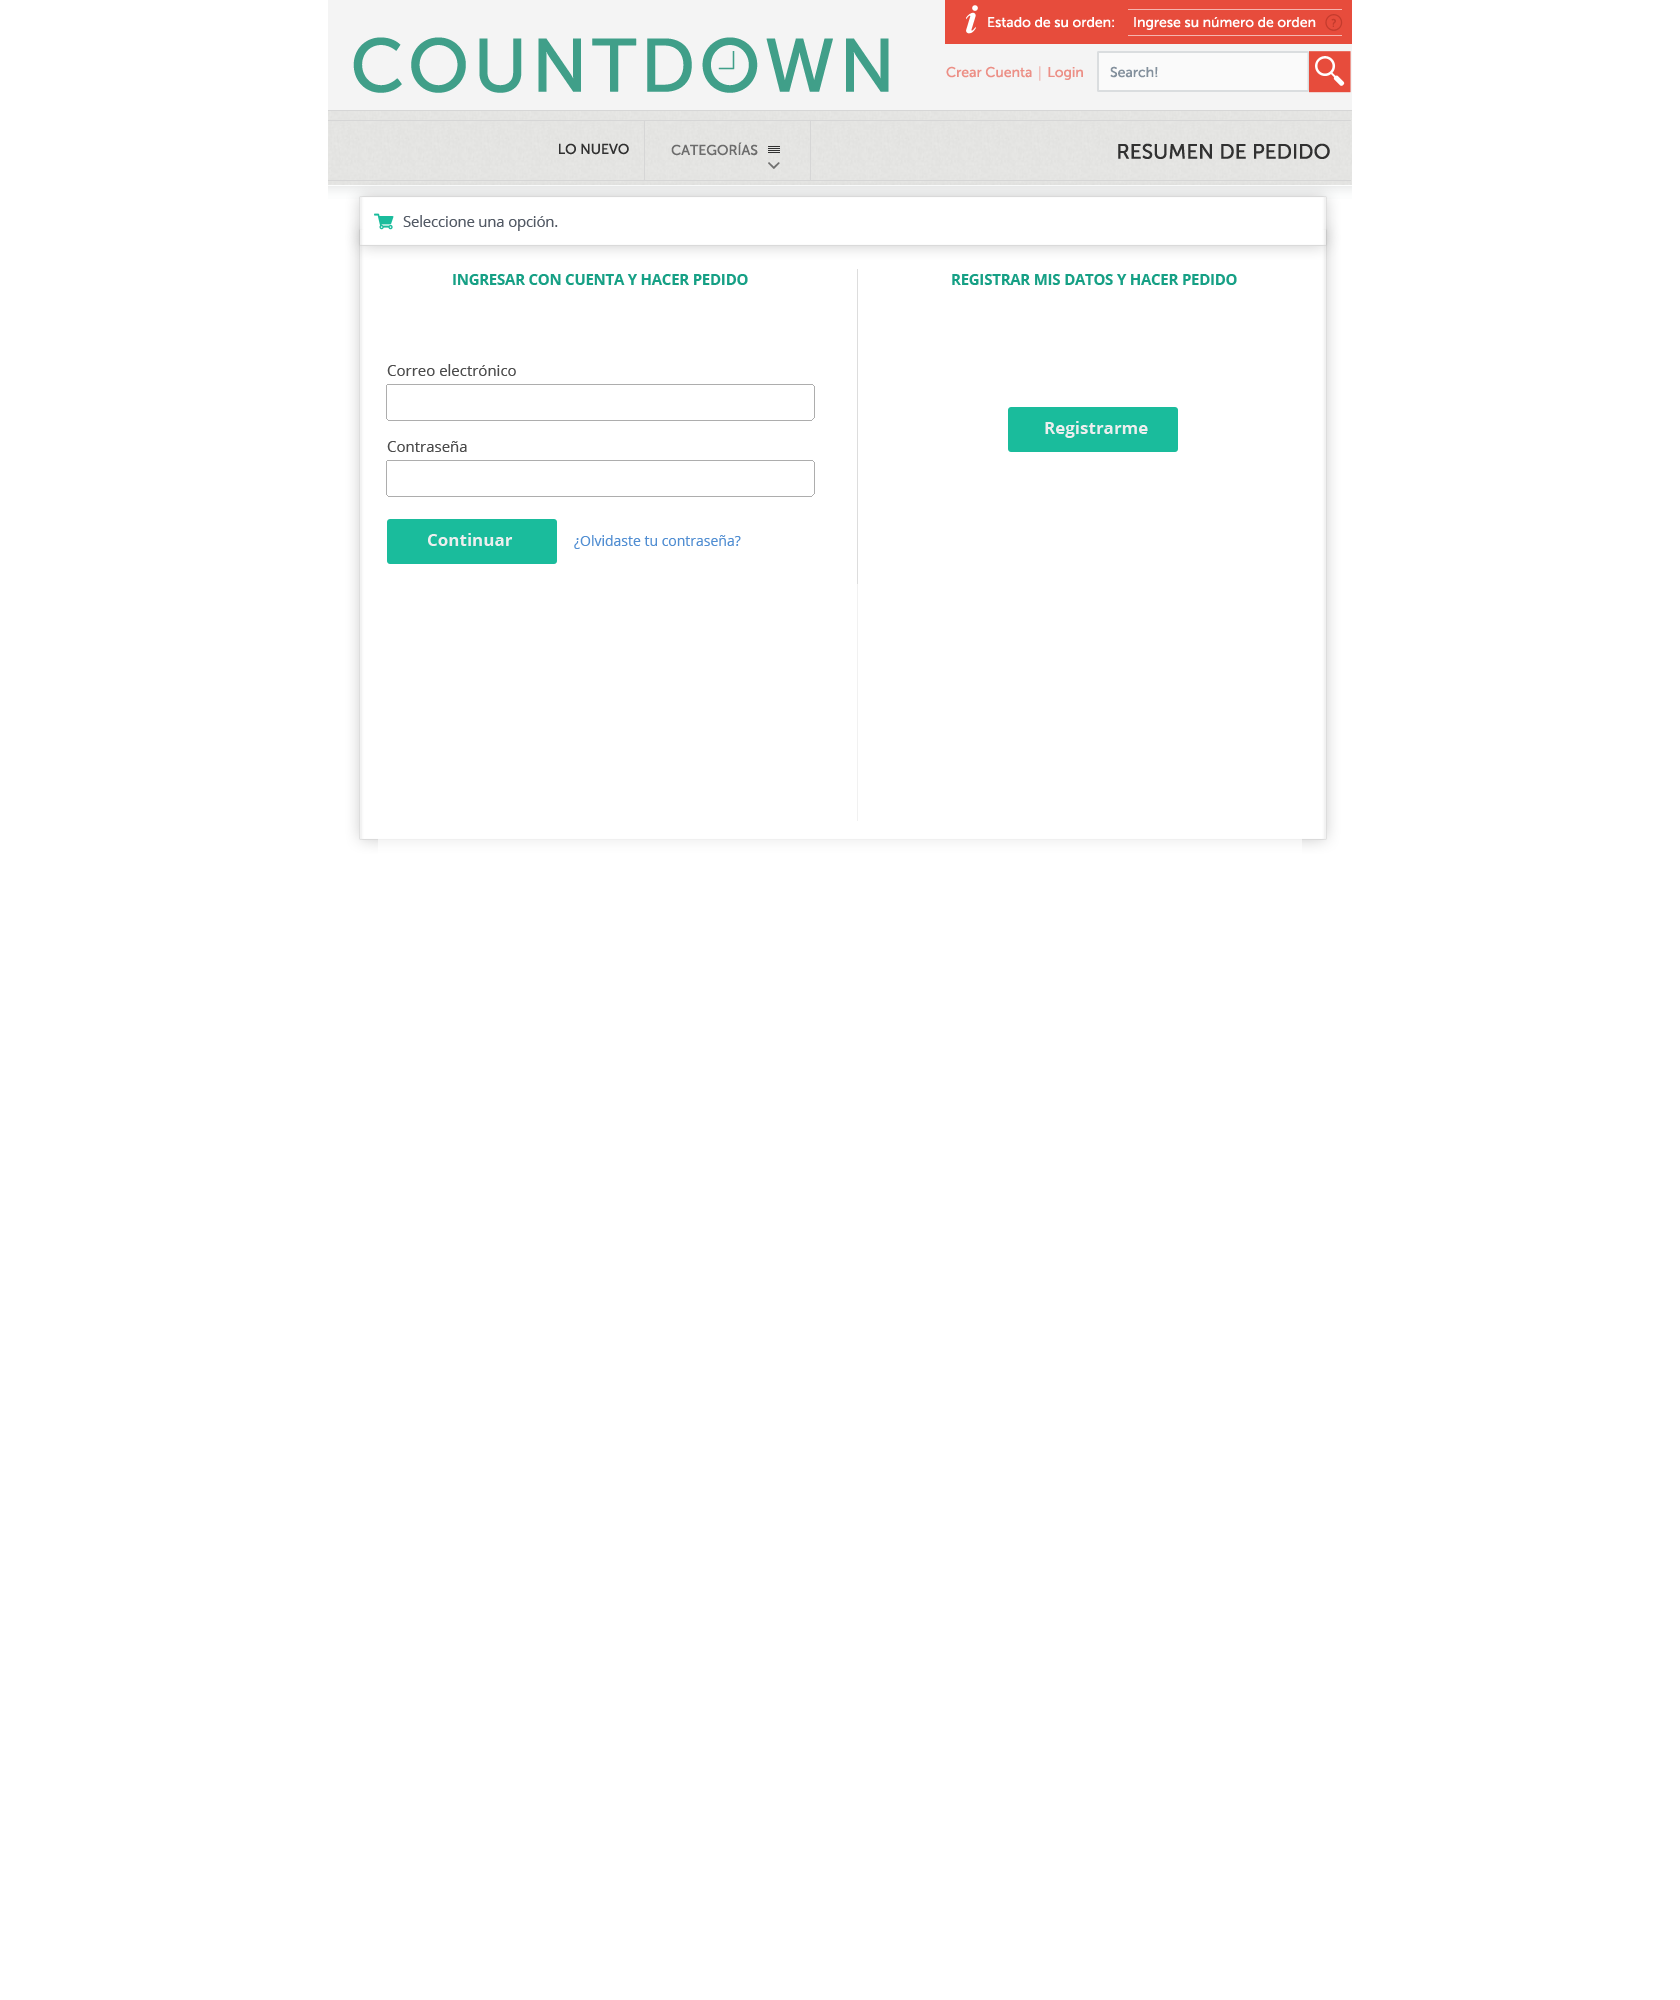 Estado de su orden: Ingrese su número de orden ?
COUNTDOWN
Crear Cuenta | Login Search!
LO NUEVO CATEGORÍAS RESUMEN DE PEDIDO
Seleccione una opción.
INGRESAR CON CUENTA Y HACER PEDIDO
Correo electrónico
Contraseña
Continuar ¿Olvidaste tu contraseña?
REGISTRAR MIS DATOS Y HACER PEDIDO
Registrarme